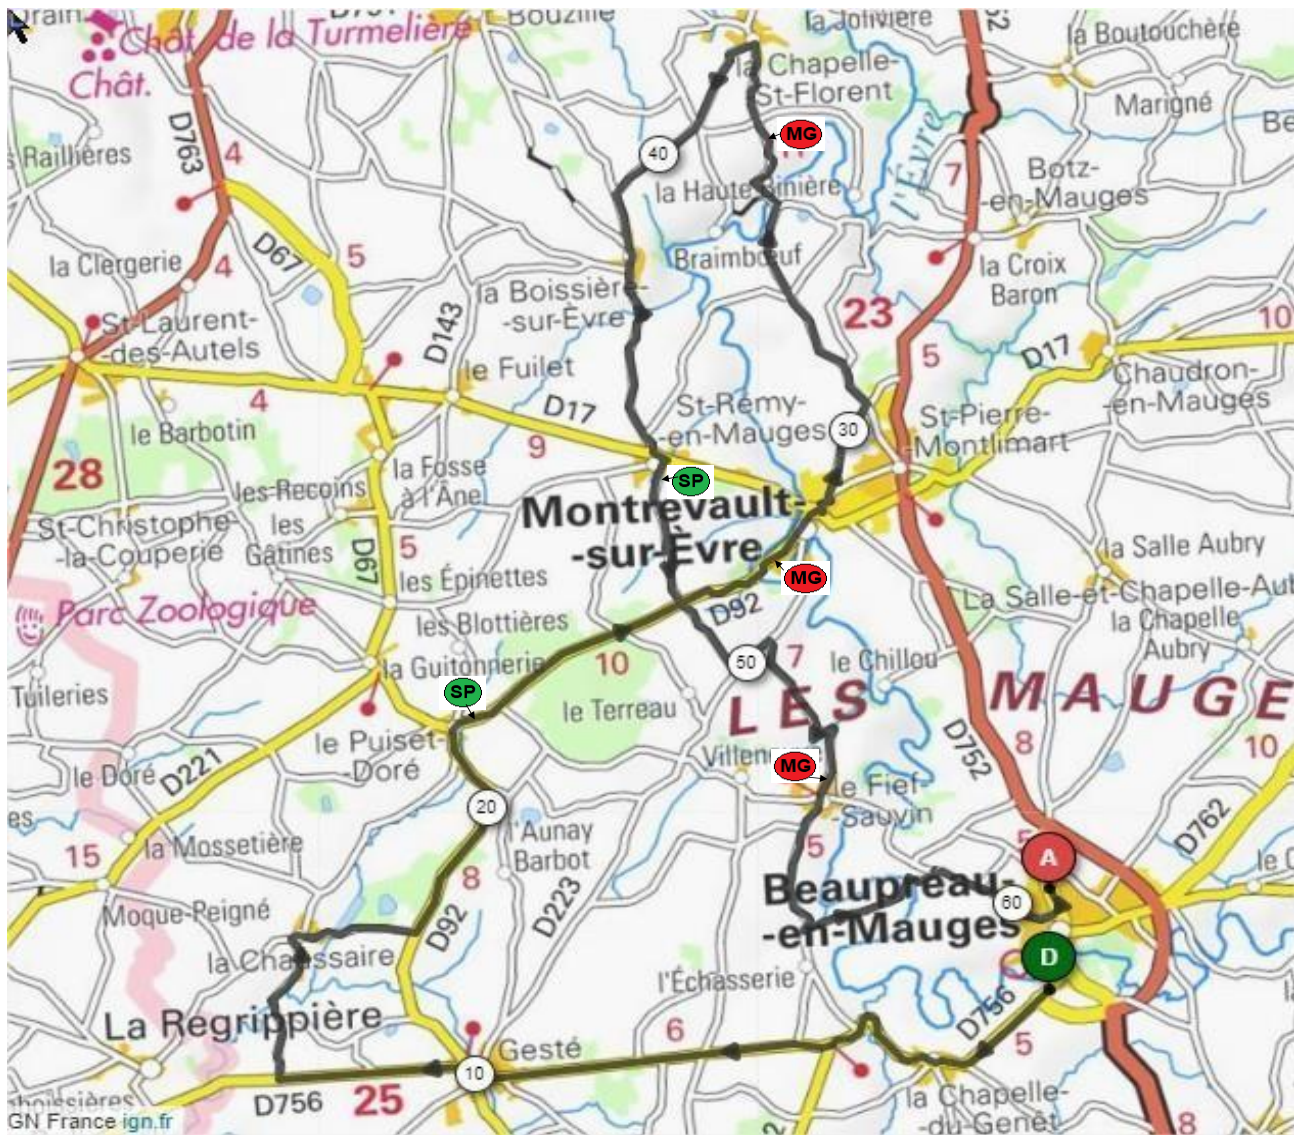 Bouzillé
la Jolivière
la Boutouchère
Chât. de la Turmelière
Chât.
la Chapelle-
St-Florent
Marigné
D763
4
MG
40
l'Èvre
7
Raillières
la Haute Binière
Botz-
-en-Mauges
D67
5
la Clergerie
4
Braimbœuf
la Croix
Baron
la Boissière-
-sur-Èvre
23
10
St-Laurent-
-des-Autels
D143
le Fuilet
5
D17
Chaudron-
-en-Mauges
4
D17
St-Rémy-
-en-Mauges
30
St-Pierre-
-Montlimart
le Barbotin
9
28
la Fosse
à l'Âne
SP
les Recoins
Montrevault-
-sur-Èvre
St-Christophe-
-la-Couperie
les
Gâtines
D67
5
la Salle Aubry
les Épinettes
MG
La Salle-et-Chapelle-Aub
Parc Zoologique
D92
la Chapelle
Aubry
les Blottières
la Guitonnerie
10
50
7
le Chillou
Tuileries
SP
le Terreau
LES MAUGE
le Puiset-
-Doré
D752
8
10
le Doré
D221
MG
le Fief-
-Sauvin
20
l'Aunay
Barbot
15
la Mossetière
5
A
D762
8
Beaupréau-
-en-Mauges
60
Moque-Peigné
D92
D223
la Chaussaire
D
l'Échasserie
La Regrippière
D756
6
5
Gesté
10
D756
25
la Chapelle-
-du-Genêt
8
GN France ign.fr